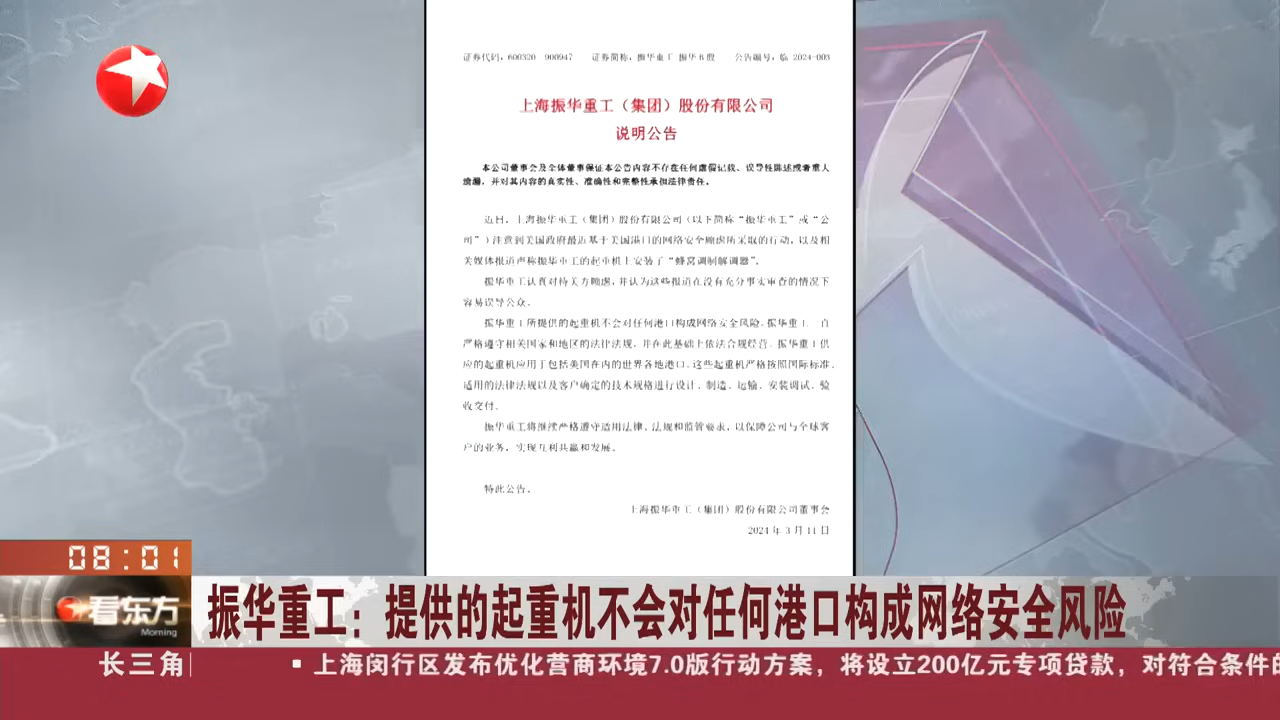 证券代码：600320 900947 证券简称：振华重工 振华B股 公告编号：临 2024-003
上海振华重工（集团）股份有限公司
说明公告
本公司董事会及全体董事保证本公告内容不存在任何虚假记载、误导性陈述或者重大
遗漏，并对其内容的真实性、准确性和完整性承担法律责任。
近日，上海振华重工（集团）股份有限公司（以下简称“振华重工”或“公
司”）注意到美国政府最近基于美国港口的网络安全顾虑所采取的行动，以及相
关媒体报道声称振华重工的起重机上安装了“蜂窝调制解调器”。
振华重工认真对待美方顾虑，并认为这些报道在没有充分事实审查的情况下
容易误导公众。
振华重工所提供的起重机不会对任何港口构成网络安全风险。振华重工一直
严格遵守相关国家和地区的法律法规，并在此基础上依法合规经营。振华重工供
应的起重机应用于包括美国在内的世界各地港口，这些起重机严格按照国际标准、
适用的法律法规以及客户确定的技术规格进行设计、制造、运输、安装调试、验
收交付。
振华重工将继续严格遵守适用法律、法规和监管要求，以保障公司与全球客
户的业务，实现互利共赢和发展。
特此公告。
上海振华重工（集团）股份有限公司董事会
2024 年 3 月 11 日
08:01
看东方
Morning
振华重工：提供的起重机不会对任何港口构成网络安全风险
长三角
上海闵行区发布优化营商环境7.0版行动方案，将设立200亿元专项贷款，对符合条件的